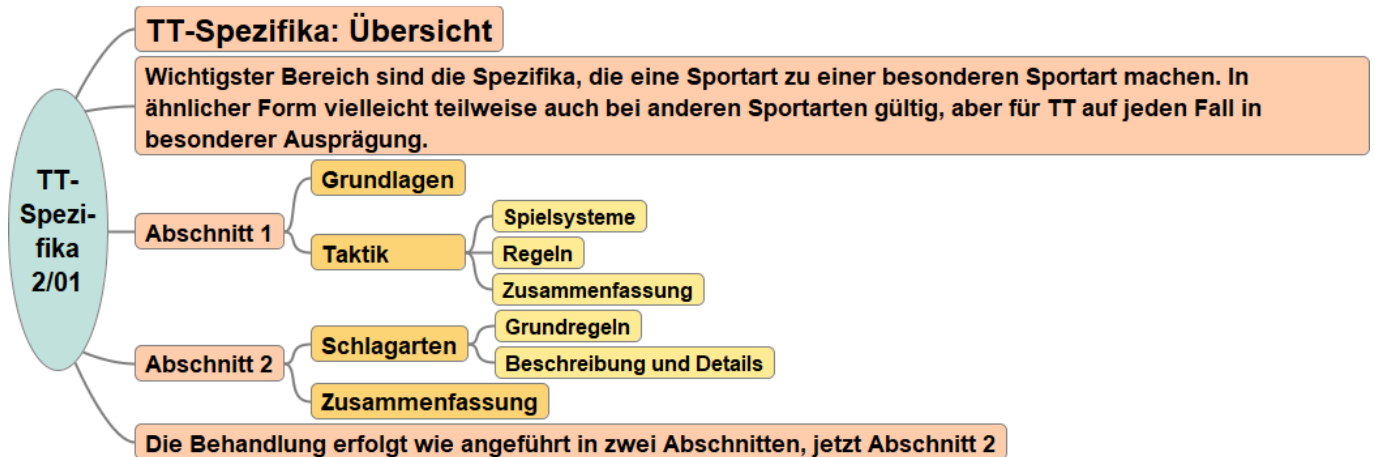 TT-Spezifika: Übersicht
Wichtigster Bereich sind die Spezifika, die eine Sportart zu einer besonderen Sportart machen. In
ähnlicher Form vielleicht teilweise auch bei anderen Sportarten gültig, aber für TT auf jeden Fall in
besonderer Ausprägung.
TT-
Spezi-
fika
2/01
Abschnitt 1
Grundlagen
Taktik
Spielsysteme
Regeln
Zusammenfassung
Abschnitt 2
Schlagarten
Grundregeln
Beschreibung und Details
Zusammenfassung
Die Behandlung erfolgt wie angeführt in zwei Abschnitten, jetzt Abschnitt 2